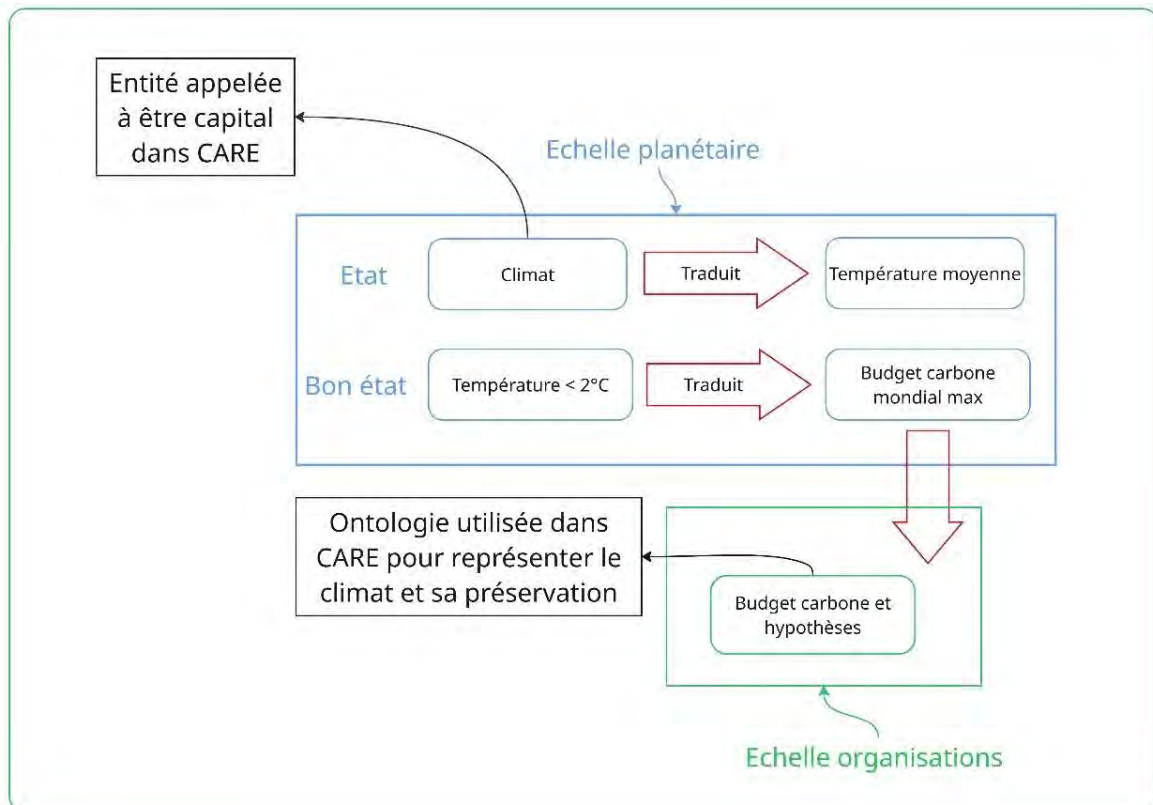 Entité appelée
à être capital
dans CARE
Echelle planétaire
Etat
Climat
Traduit
Température moyenne
Bon état
Température < 2°C
Traduit
Budget carbone
mondial max
Ontologie utilisée dans
CARE pour représenter le
climat et sa préservation
Budget carbone et
hypothèses
Echelle organisations